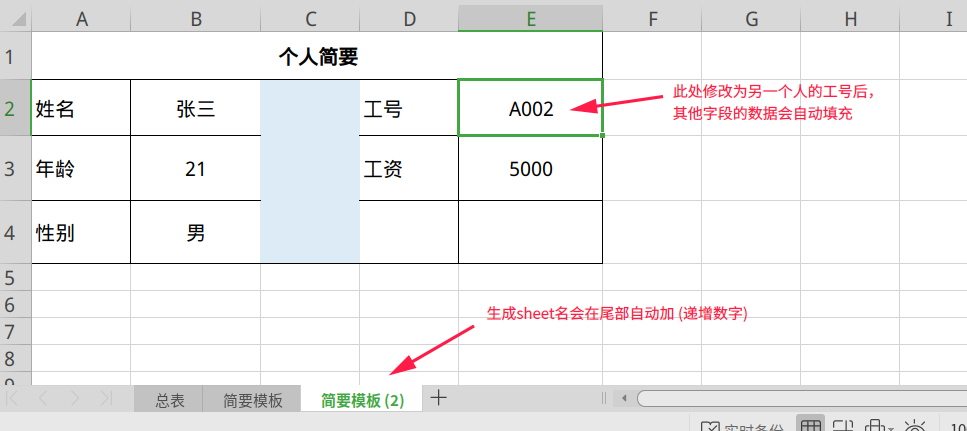 A B C D E F G H I
1 个人简要
2 姓名 张三 工号 A002
此处修改为另一个人的工号后，
其他字段的数据会自动填充
3 年龄 21 工资 5000
4 性别 男
5
6
生成sheet名会在尾部自动加 (递增数字)
7
8
9
总表 简要模板 简要模板 (2)
实时备份 10